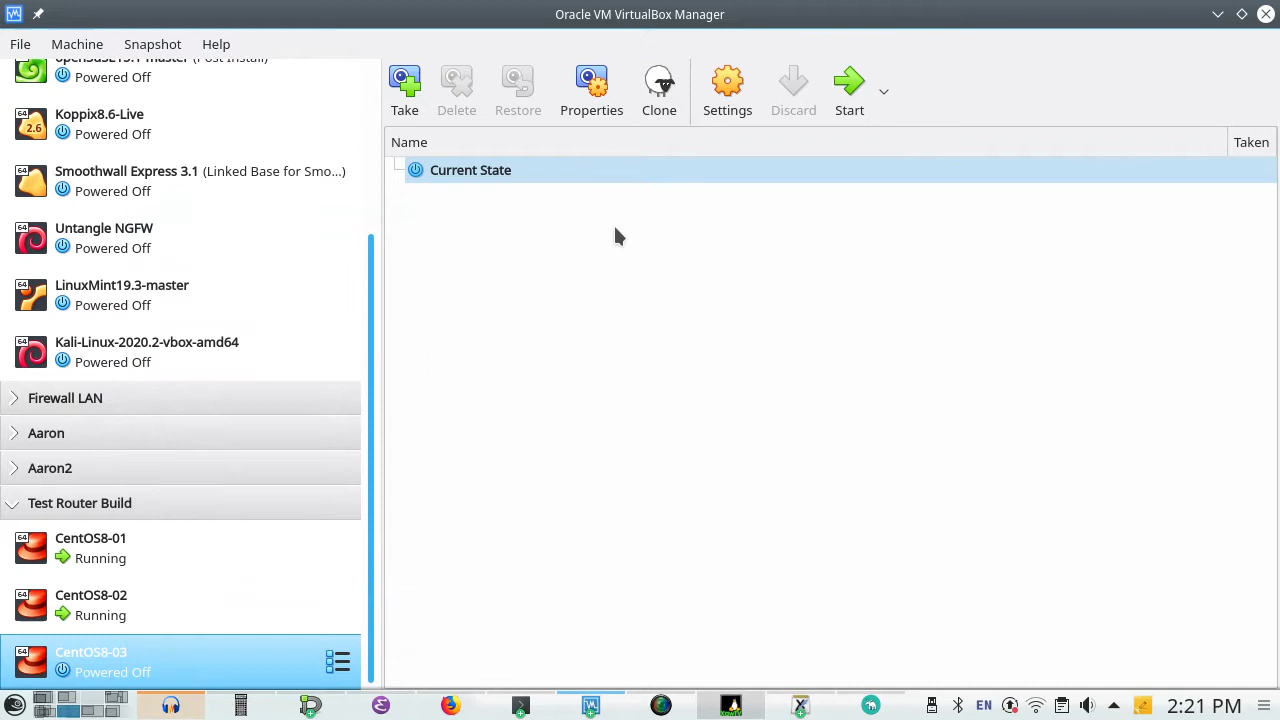 Oracle VM VirtualBox Manager
File Machine Snapshot Help
(Post Install)
Powered Off
Koppix8.6-Live
Powered Off
Smoothwall Express 3.1 (Linked Base for Smo...)
Powered Off
Untangle NGFW
Powered Off
LinuxMint19.3-master
Powered Off
Kali-Linux-2020.2-vbox-amd64
Powered Off
Firewall LAN
Aaron
Aaron2
Test Router Build
CentOS8-01
Running
CentOS8-02
Running
CentOS8-03
Powered Off
Take Delete Restore Properties Clone Settings Discard Start
Name Taken
Current State
EN 2:21 PM